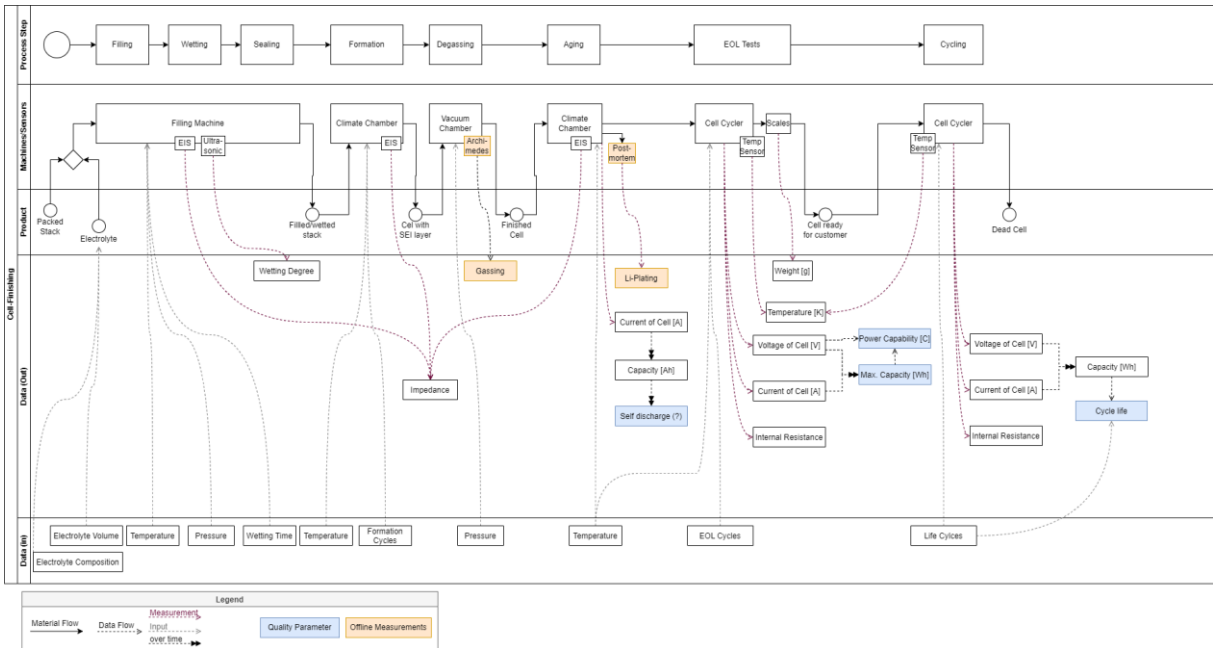 Cell-Finishing
Process Step
Filling
Wetting
Sealing
Formation
Degassing
Aging
EOL Tests
Cycling
Machines/Sensors
Filling Machine
EIS
Ultra-
sonic
Climate Chamber
EIS
Vacuum
Chamber
Archi-
medes
Climate
Chamber
EIS
Post-
mortem
Cell Cycler
Temp
Sensor
Scales
Cell Cycler
Temp
Sensor
Product
Packed
Stack
Electrolyte
Filled/wetted
stack
Cel with
SEI layer
Finished
Cell
Cell ready
for customer
Dead Cell
Data (Out)
Wetting Degree
Gassing
Li-Plating
Weight [g]
Temperature [K]
Current of Cell [A]
Voltage of Cell [V]
Power Capability [C]
Voltage of Cell [V]
Capacity [Ah]
Max. Capacity [Wh]
Capacity [Wh]
Impedance
Current of Cell [A]
Current of Cell [A]
Self discharge (?)
Cycle life
Internal Resistance
Internal Resistance
Data (in)
Electrolyte Volume
Temperature
Pressure
Wetting Time
Temperature
Formation
Cycles
Pressure
Temperature
EOL Cycles
Life Cylces
Electrolyte Composition
Legend
Material Flow
Data Flow
Measurement
Input
over time
Quality Parameter
Offline Measurements